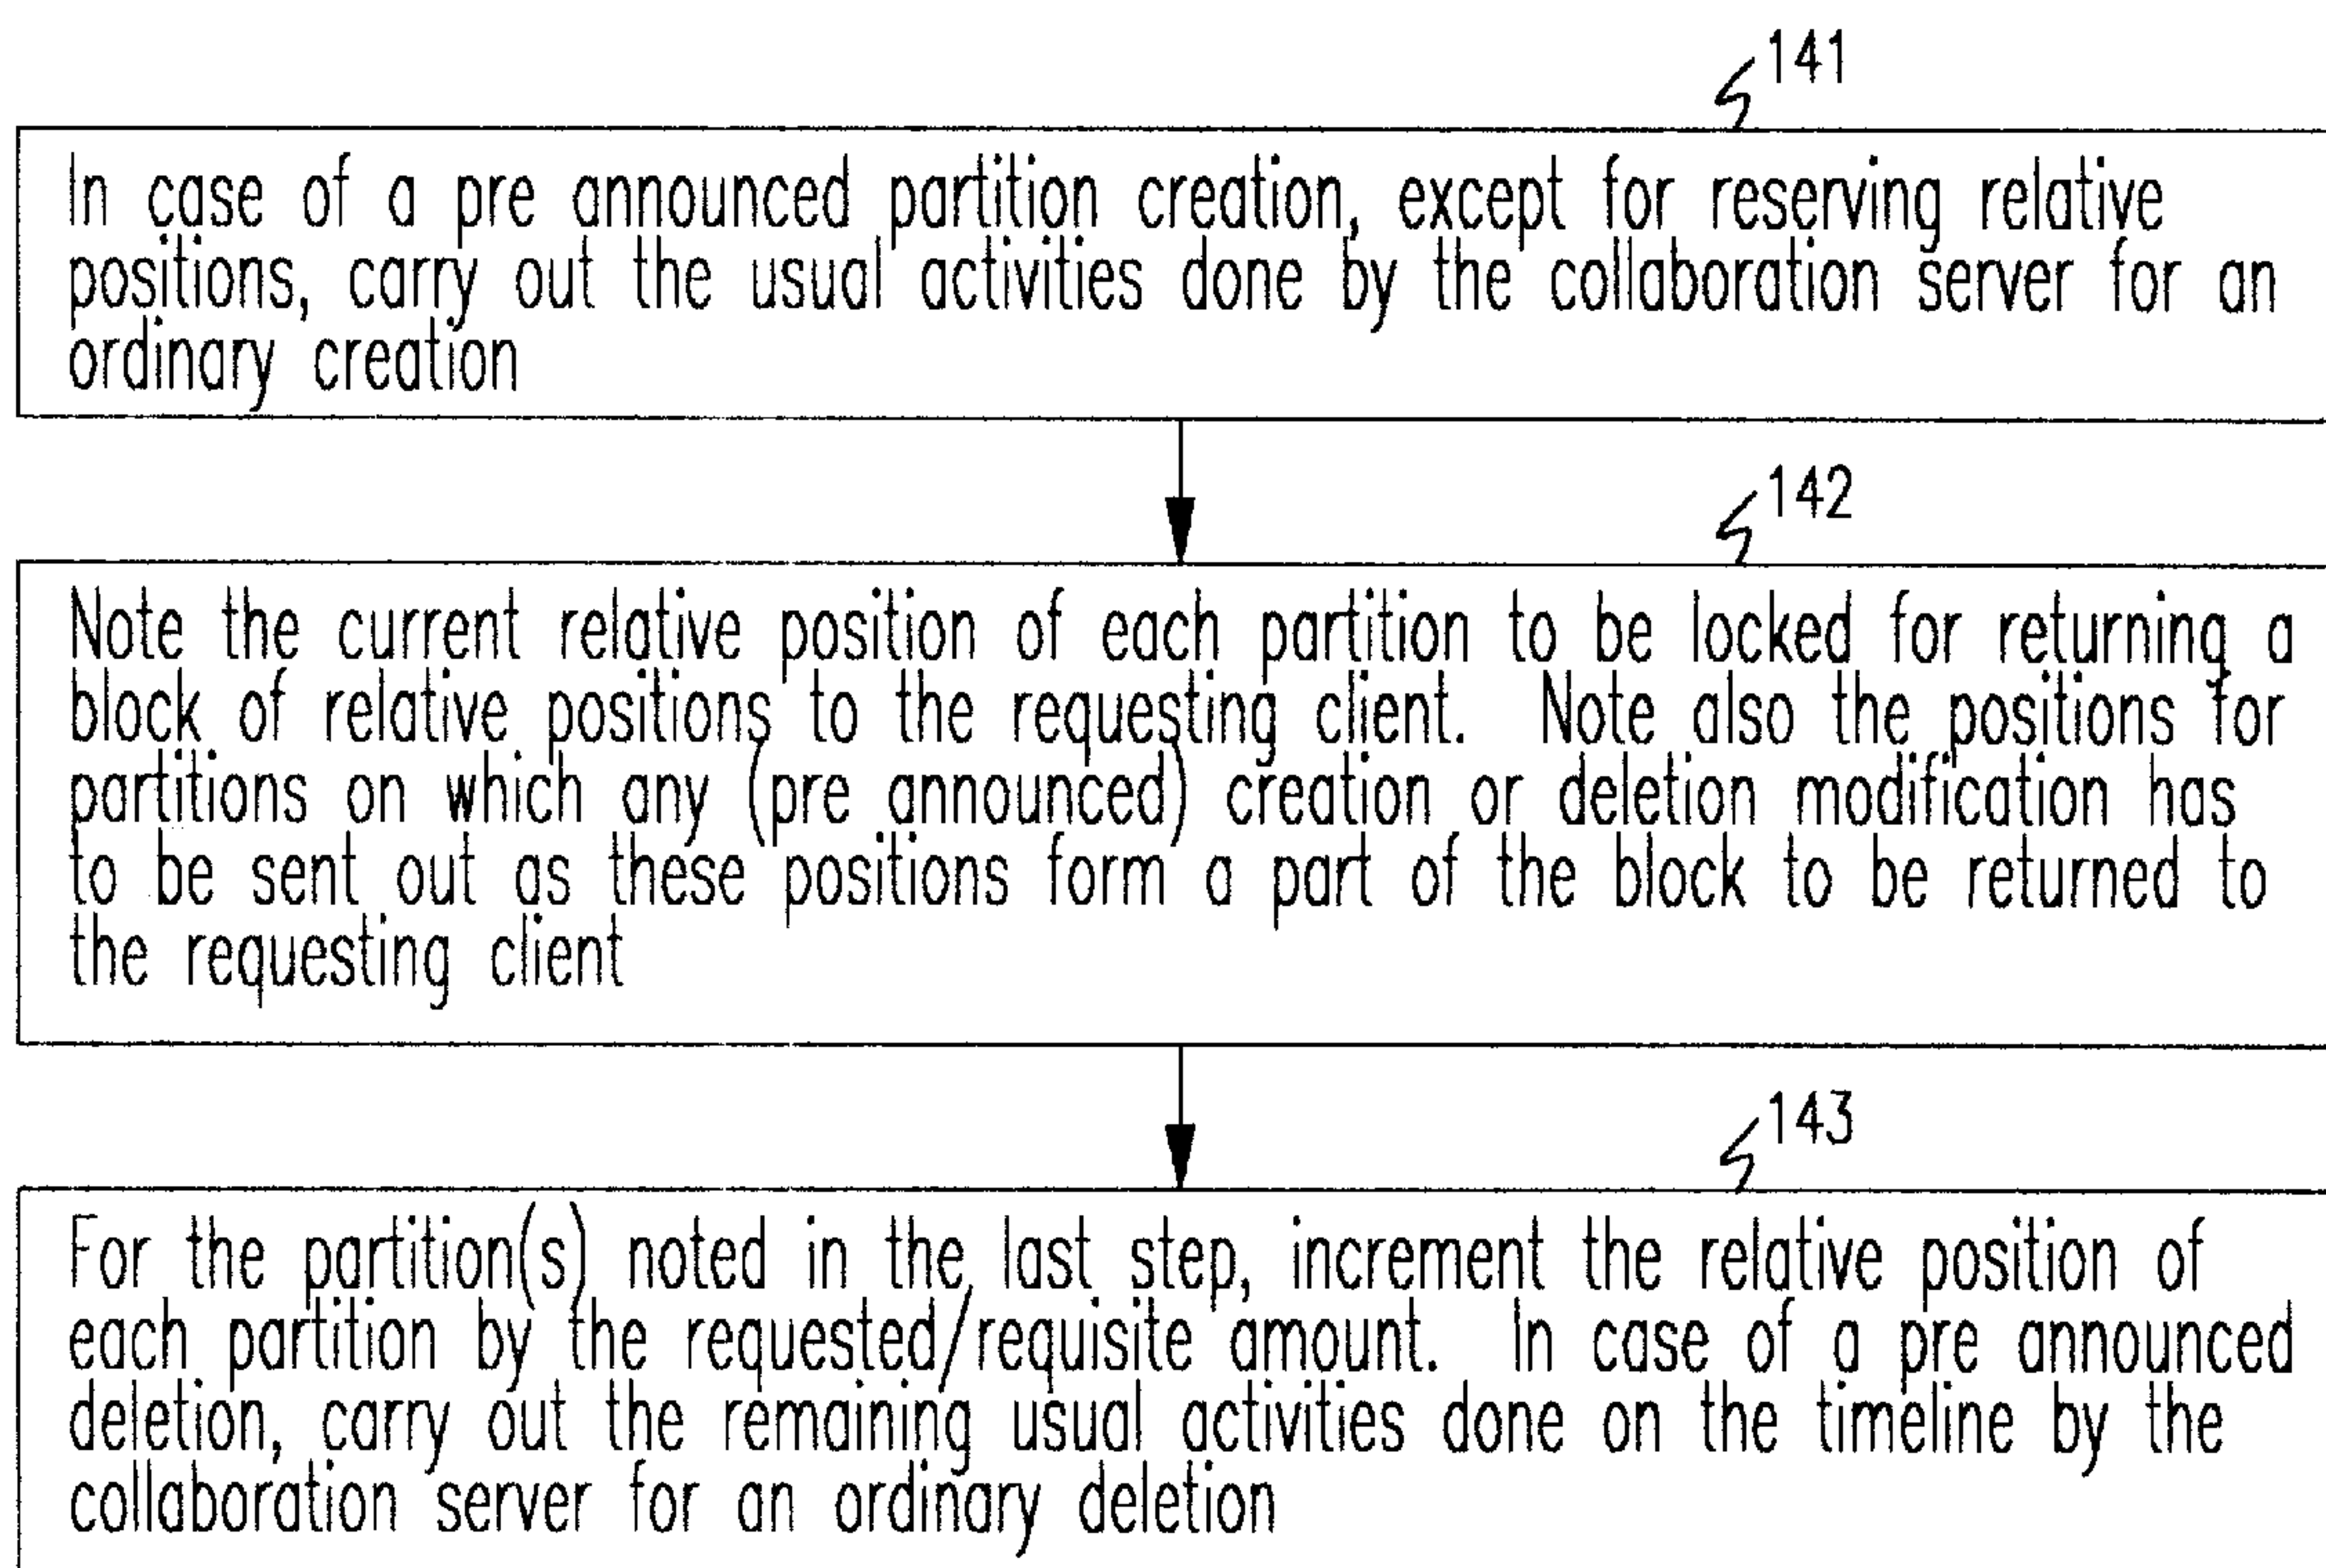 141
In case of a pre announced partition creation, except for reserving relative
positions, carry out the usual activities done by the collaboration server for an
ordinary creation
142
Note the current relative position of each partition to be locked for returning a
block of relative positions to the requesting client. Note also the positions for
partitions on which any (pre announced) creation or deletion modification has
to be sent out as these positions form a part of the block to be returned to
the requesting client
143
For the partition(s) noted in the last step, increment the relative position of
each partition by the requested/requisite amount. In case of a pre announced
deletion, carry out the remaining usual activities done on the timeline by the
collaboration server for an ordinary deletion